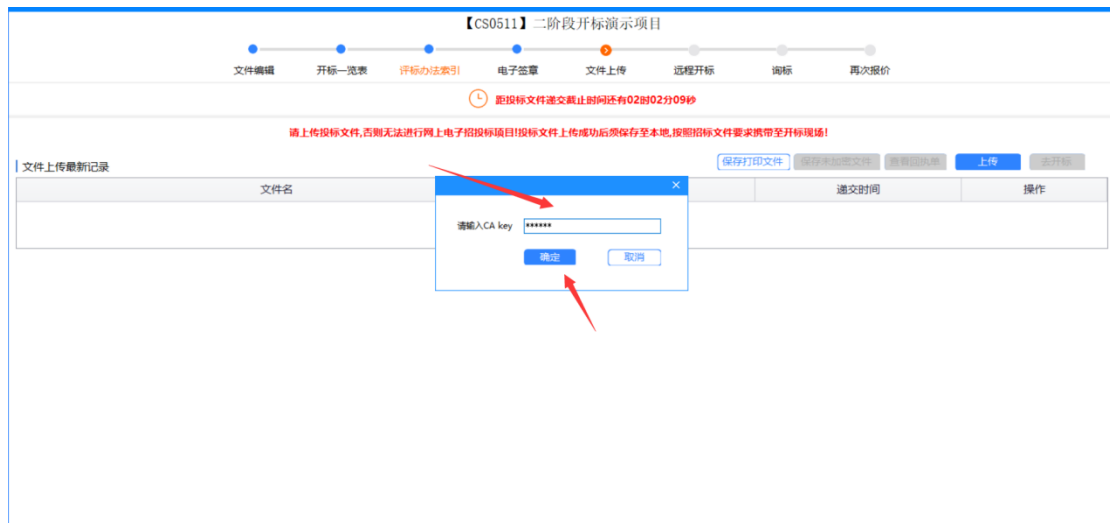 【CS0511】二阶段开标演示项目
文件编辑 开标一览表 评标办法索引 电子签章 文件上传 远程开标 询标 再次报价
距投标文件递交截止时间还有02时02分09秒
请上传投标文件,否则无法进行网上电子招投标项目!投标文件上传成功后须保存至本地,按照招标文件要求携带至开标现场!
文件上传最新记录 保存打印文件 保存未加密文件 查看回执单 上传 去开标
文件名 递交时间 操作
请输入CA key ******
确定 取消